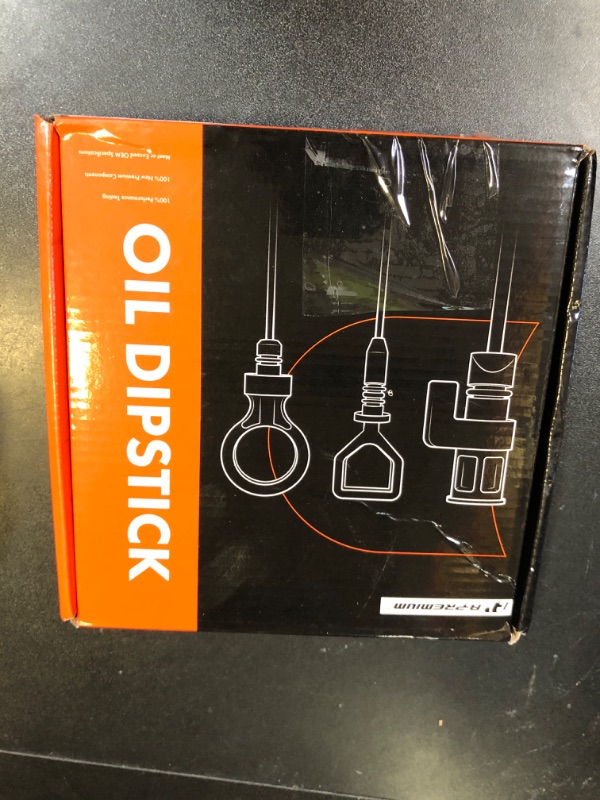 A-PREMIUM
OIL DIPSTICK
100% Performance Testing
100% New Premium Components
Meet or Exceed OEM Specifications